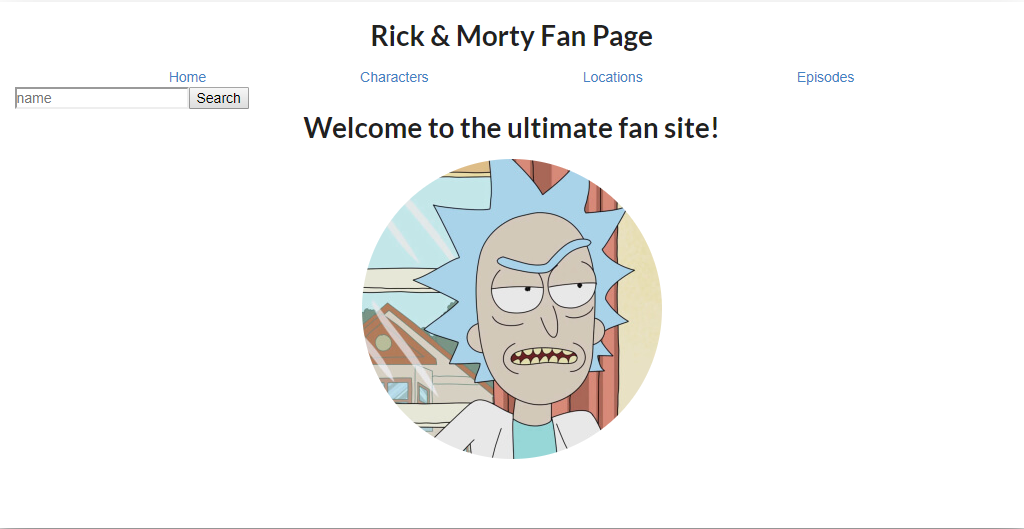 Rick & Morty Fan Page
Home Characters Locations Episodes
name Search
Welcome to the ultimate fan site!